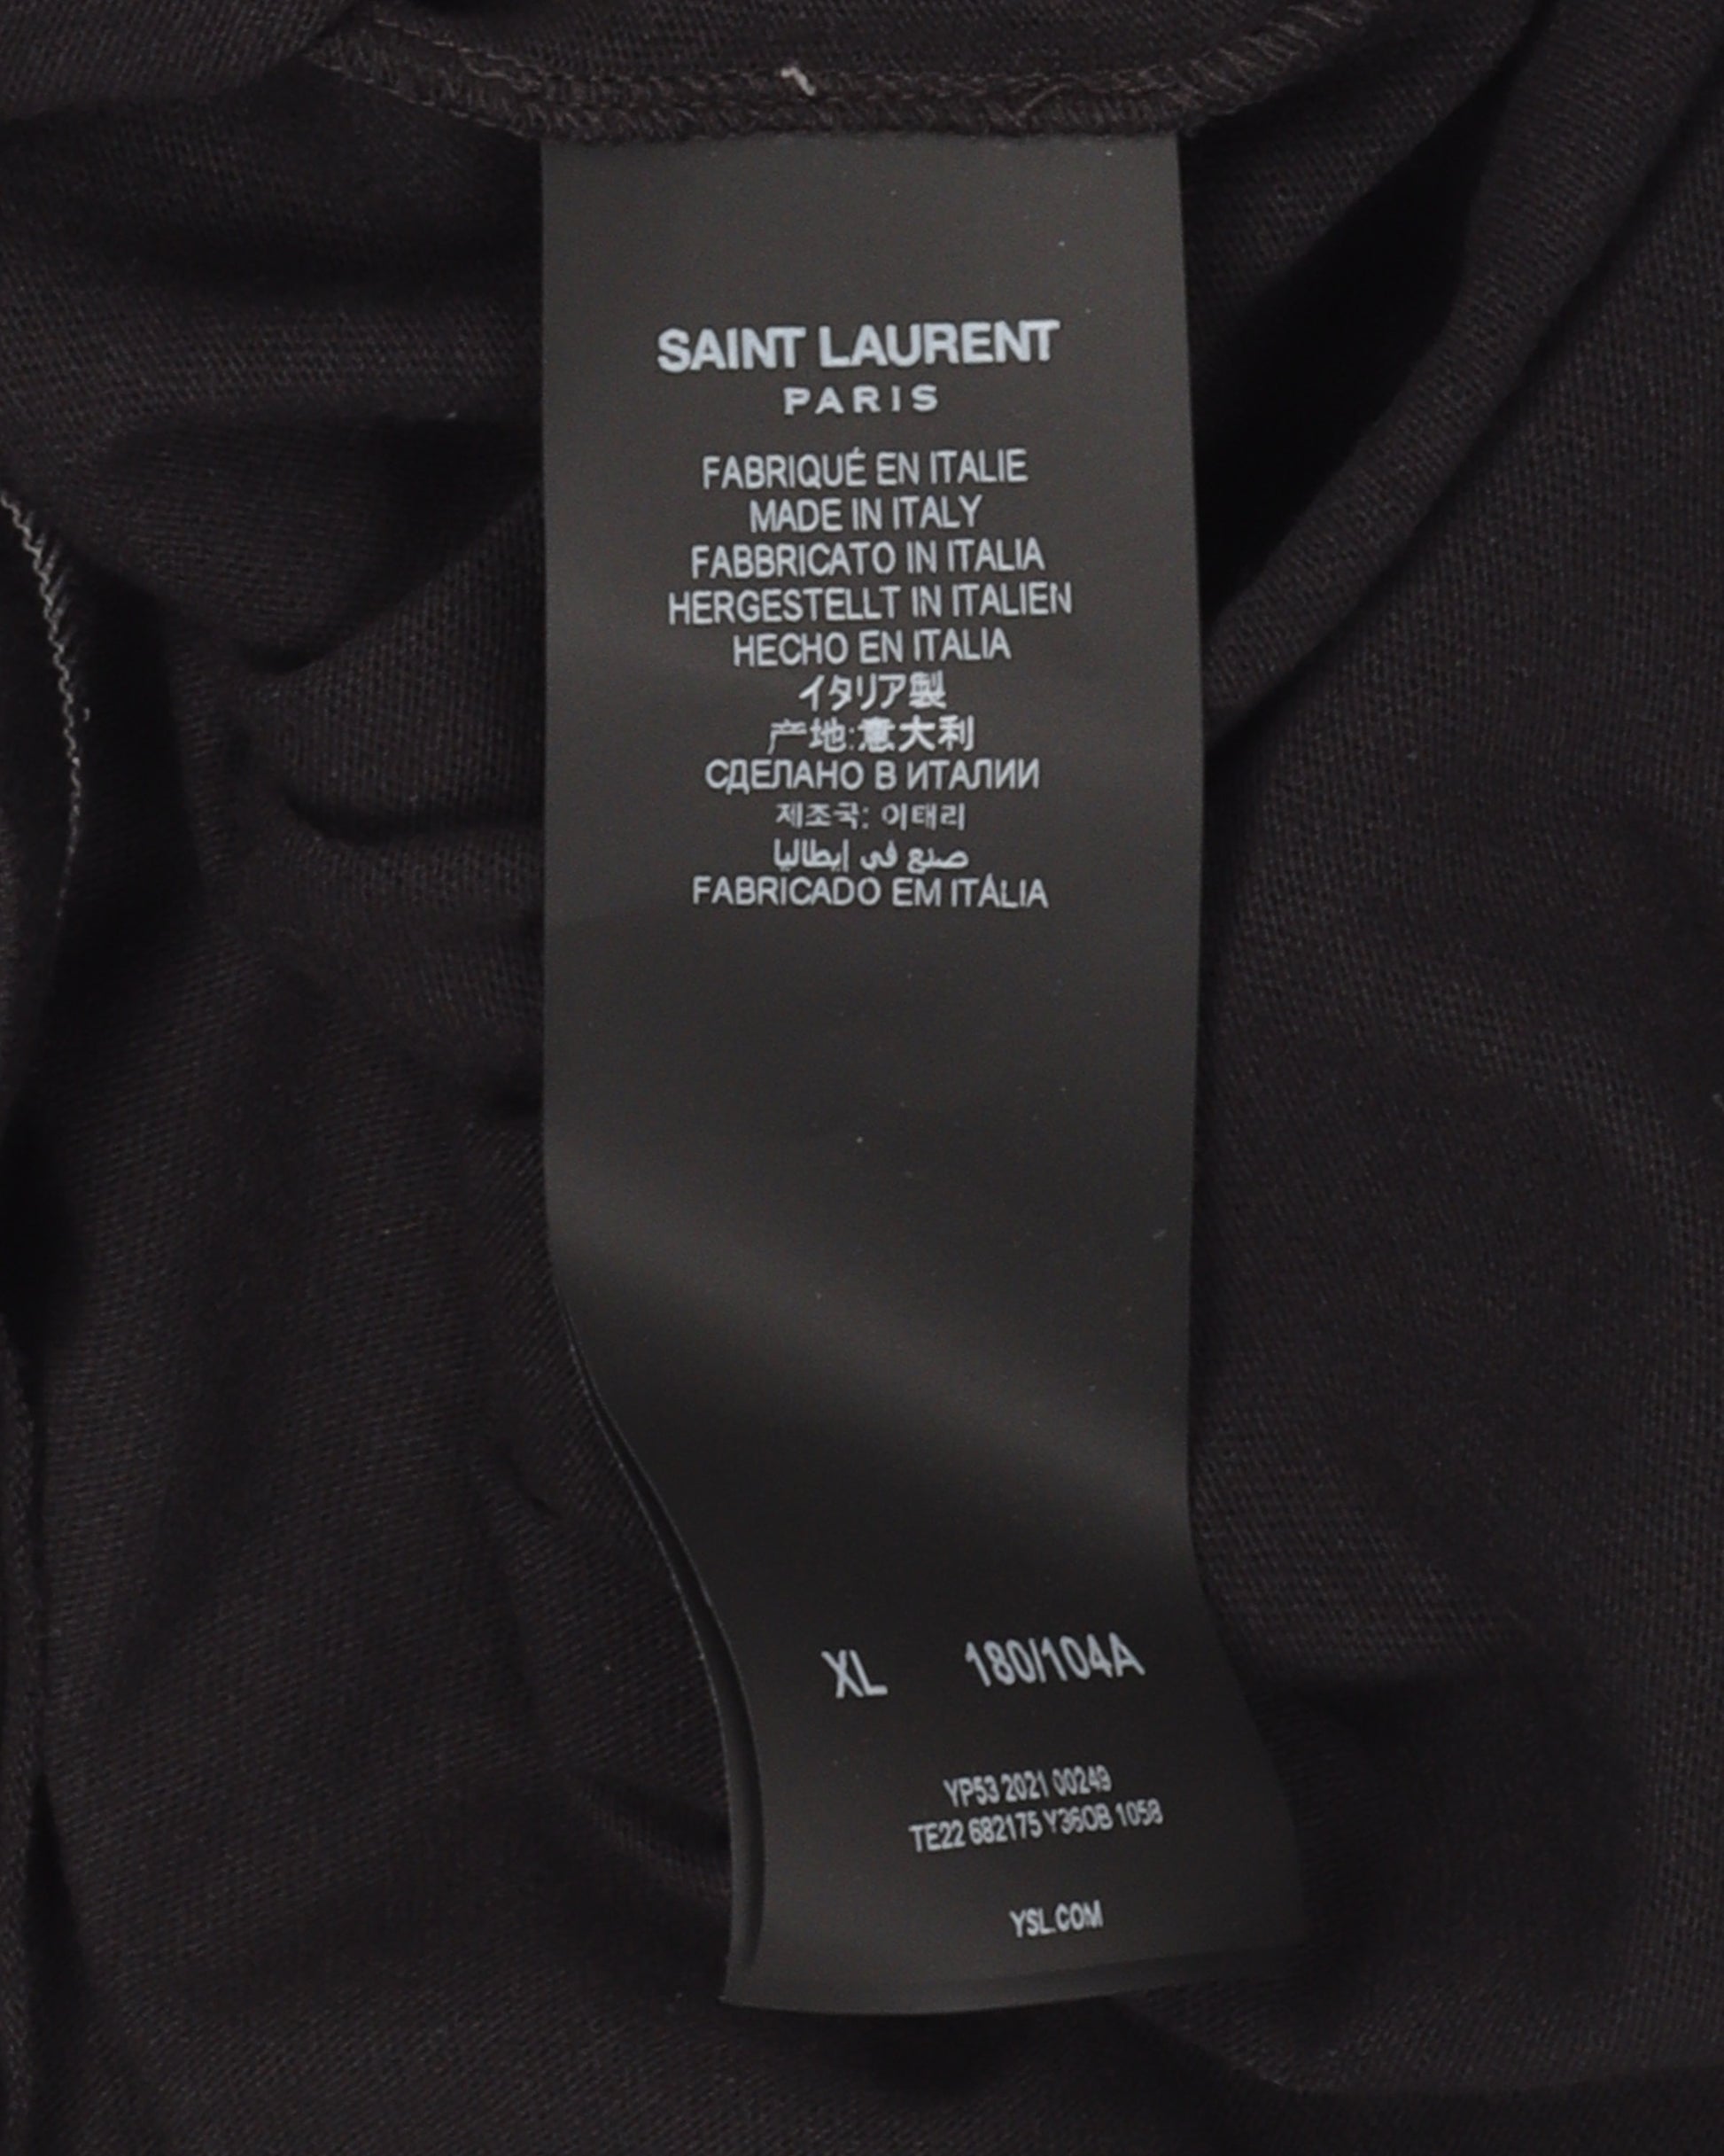 SAINT LAURENT
PARIS
FABRIQUÉ EN ITALIE
MADE IN ITALY
FABBRICATO IN ITALIA
HERGESTELLT IN ITALIEN
HECHO EN ITALIA
イタリア製
产地:意大利
СДЕЛАНО В ИТАЛИИ
제조국: 이태리
صنع في إيطاليا
FABRICADO EM ITÁLIA
XL 180/104A
YP53 2021 00249
TE22 682175 Y36OB 1058
YSL.COM